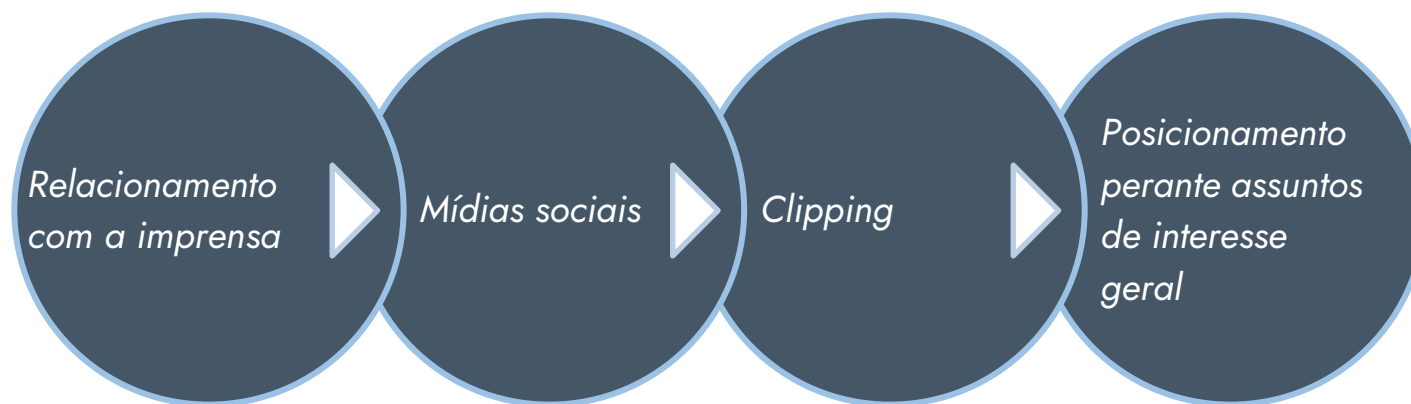 Relacionamento
com a imprensa
Mídias sociais
Clipping
Posicionamento
perante assuntos
de interesse
geral